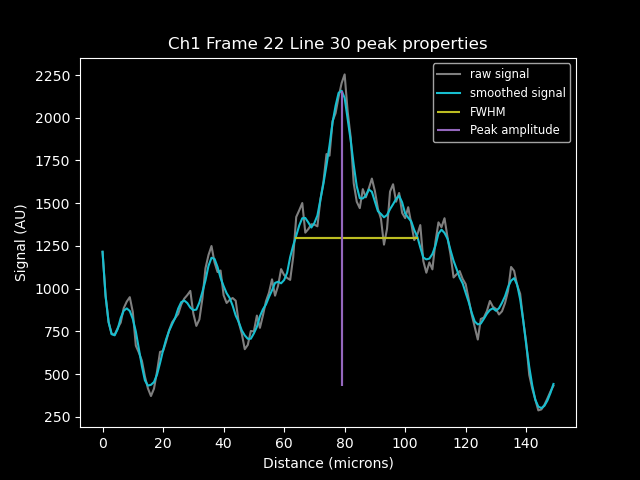 Ch1 Frame 22 Line 30 peak properties
raw signal
smoothed signal
FWHM
Peak amplitude
Signal (AU)
2250
2000
1750
1500
1250
1000
750
500
250
0 20 40 60 80 100 120 140
Distance (microns)